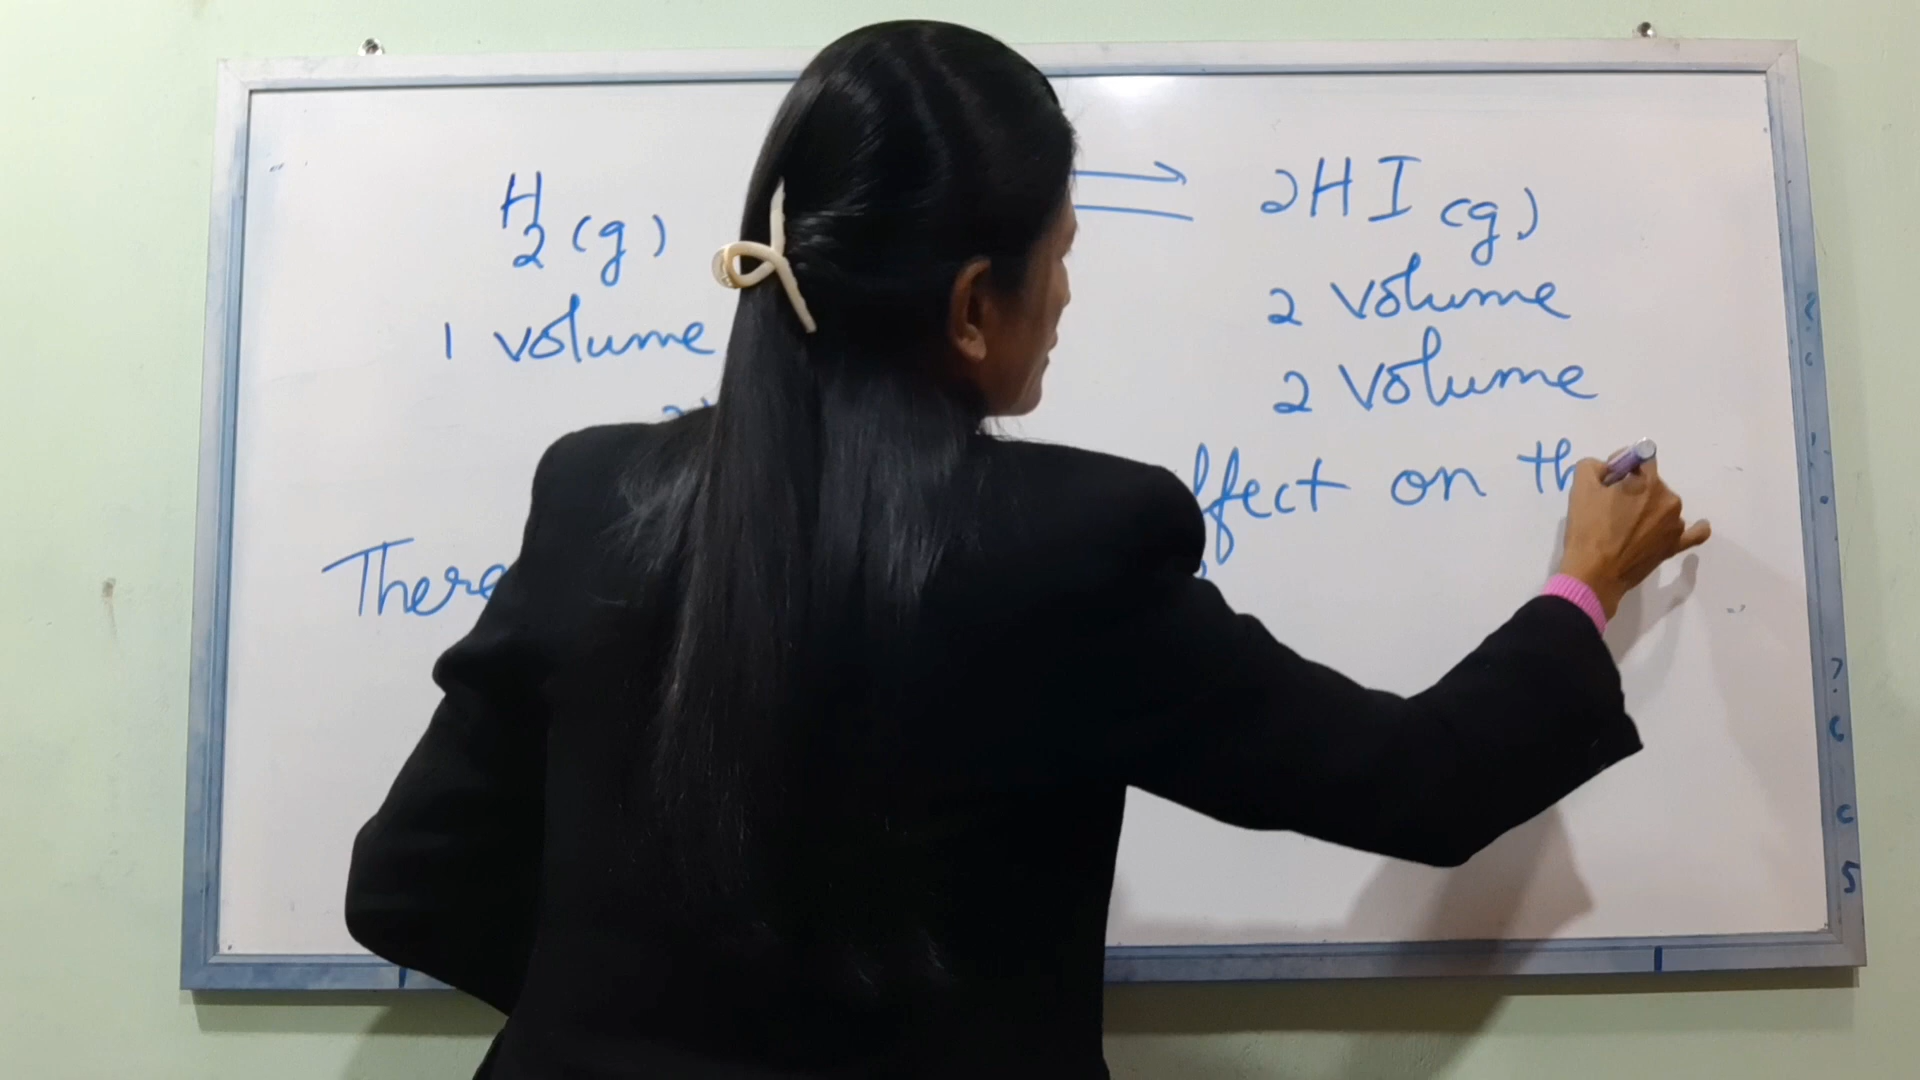 H2(g) ⇌ 2HI(g)
1 volume 2 volume
2 volume
There ffect on th